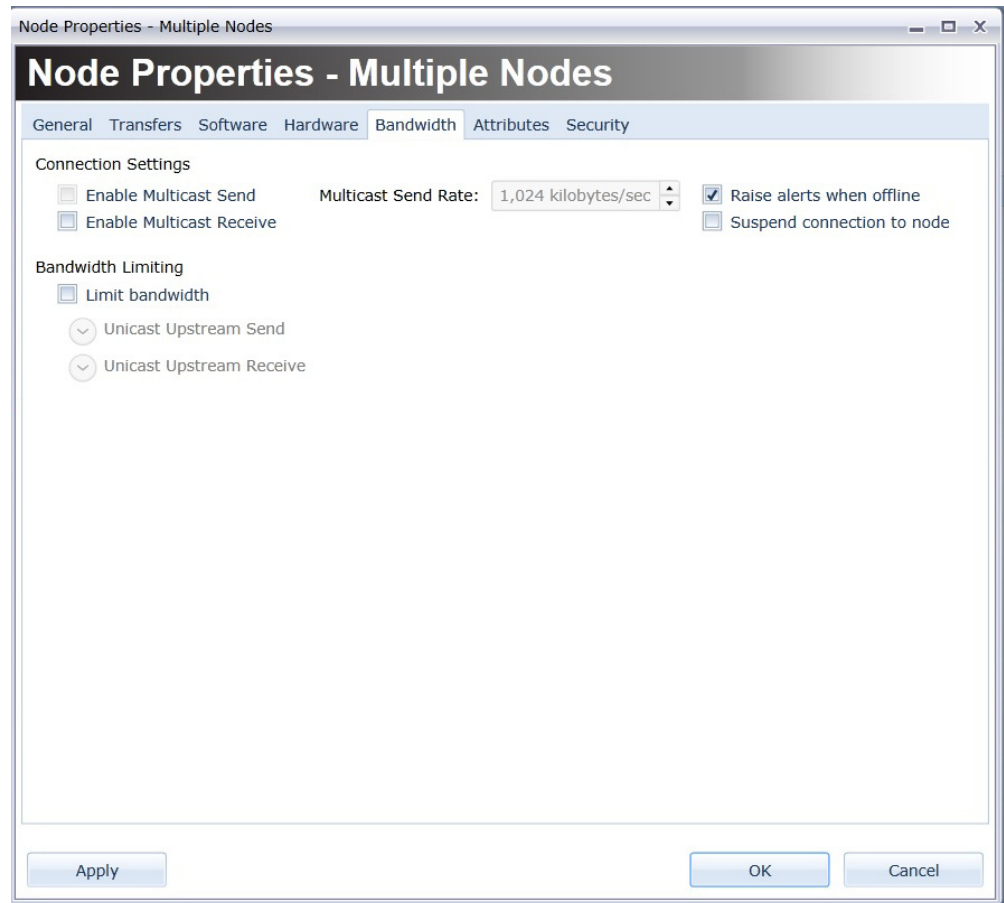 Node Properties - Multiple Nodes
Node Properties - Multiple Nodes
General Transfers Software Hardware Bandwidth Attributes Security
Connection Settings
Enable Multicast Send Multicast Send Rate: 1,024 kilobytes/sec Raise alerts when offline
Enable Multicast Receive Suspend connection to node
Bandwidth Limiting
Limit bandwidth
Unicast Upstream Send
Unicast Upstream Receive
Apply OK Cancel